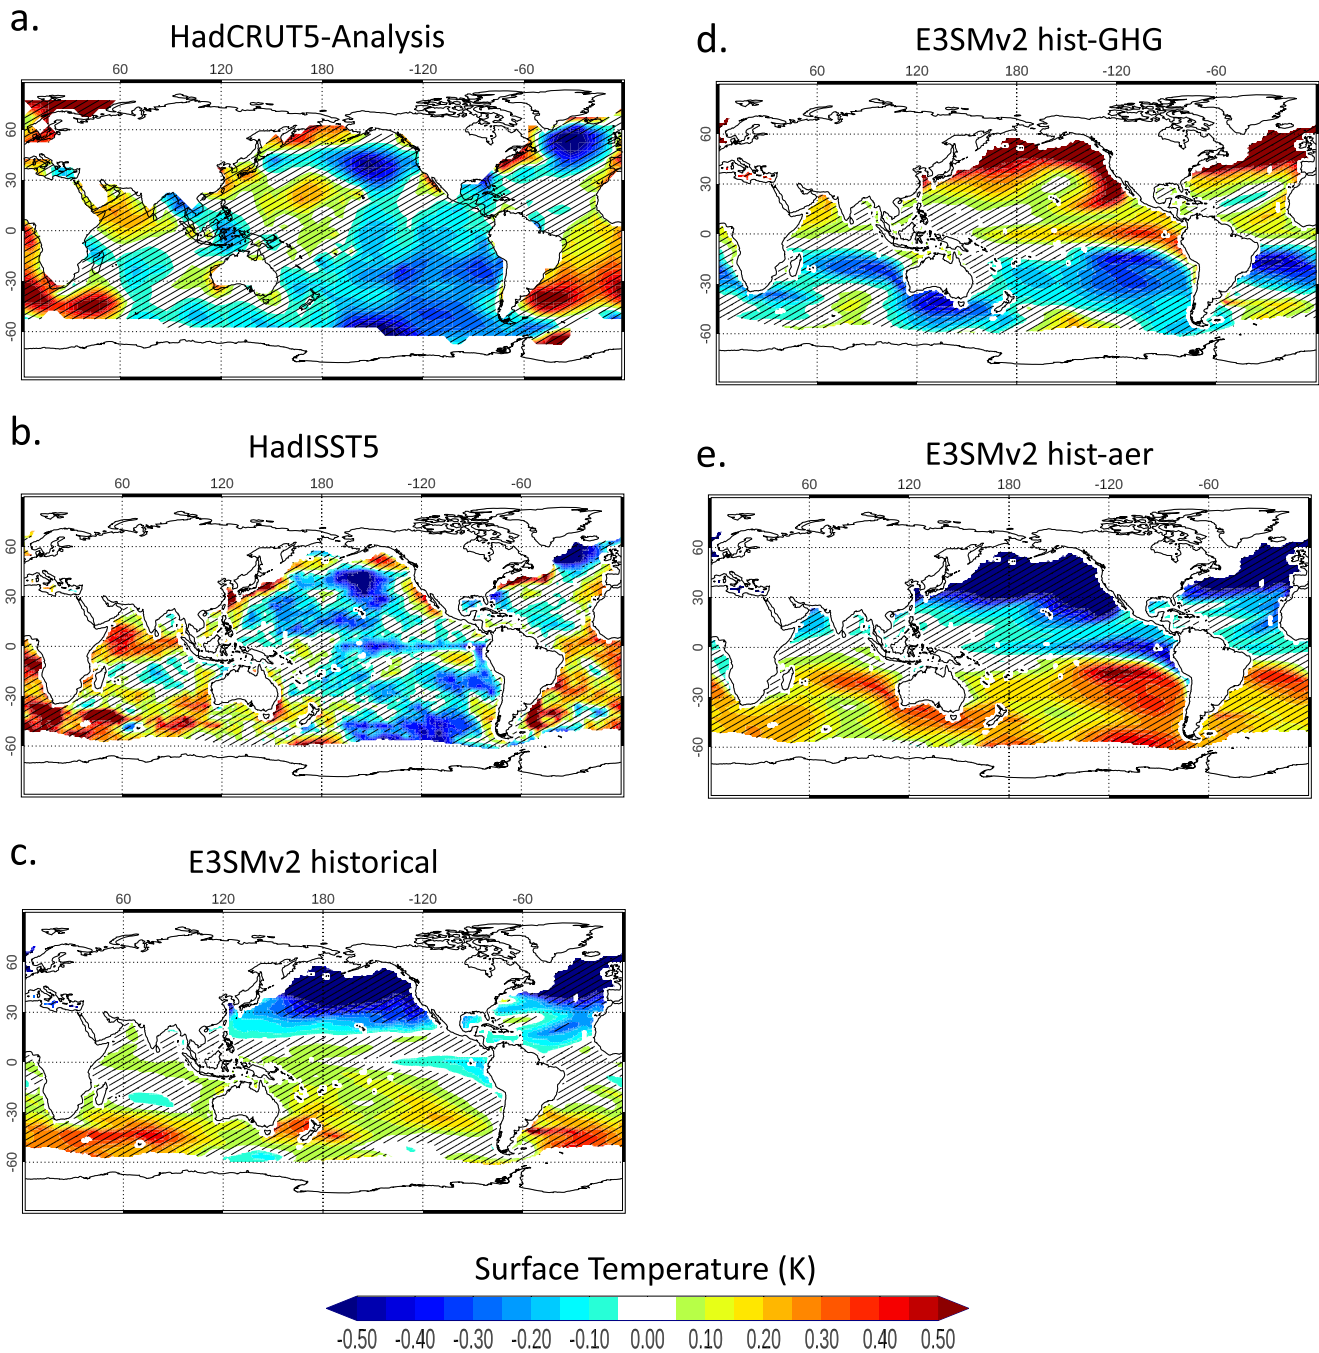 a.
HadCRUT5-Analysis
60 120 180 -120 -60
60
30
0
-30
-60
d.
E3SMv2 hist-GHG
60 120 180 -120 -60
60
30
0
-30
-60
b.
HadISST5
60 120 180 -120 -60
60
30
0
-30
-60
e.
E3SMv2 hist-aer
60 120 180 -120 -60
60
30
0
-30
-60
c.
E3SMv2 historical
60 120 180 -120 -60
60
30
0
-30
-60
Surface Temperature (K)
-0.50 -0.40 -0.30 -0.20 -0.10 0.00 0.10 0.20 0.30 0.40 0.50